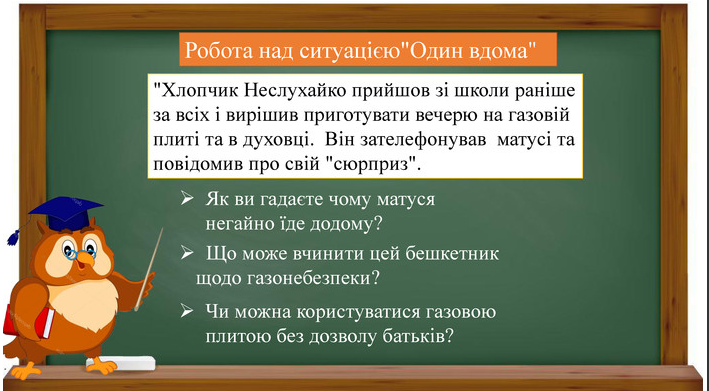 Робота над ситуацією"Один вдома"
"Хлопчик Неслухайко прийшов зі школи раніше
за всіх і вирішив приготувати вечерю на газовій
плиті та в духовці. Він зателефонував матусі та
повідомив про свій "сюрприз".
➢ Як ви гадаєте чому матуся
негайно їде додому?
➢ Що може вчинити цей бешкетник
щодо газонебезпеки?
➢ Чи можна користуватися газовою
плитою без дозволу батьків?